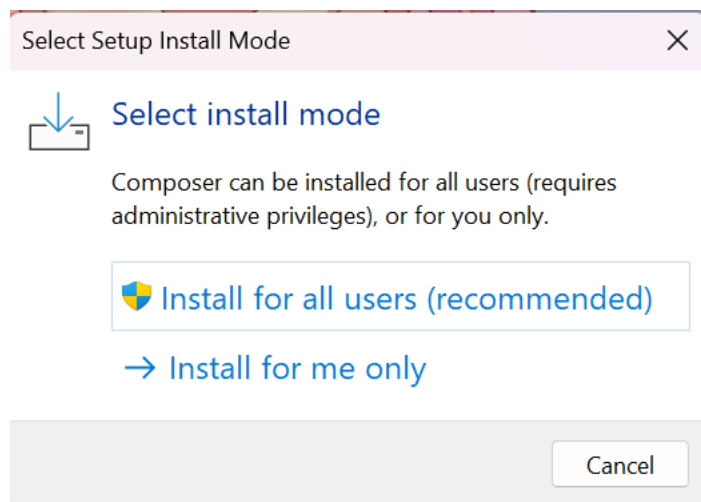 Select Setup Install Mode
Select install mode
Composer can be installed for all users (requires
administrative privileges), or for you only.
Install for all users (recommended)
Install for me only
Cancel